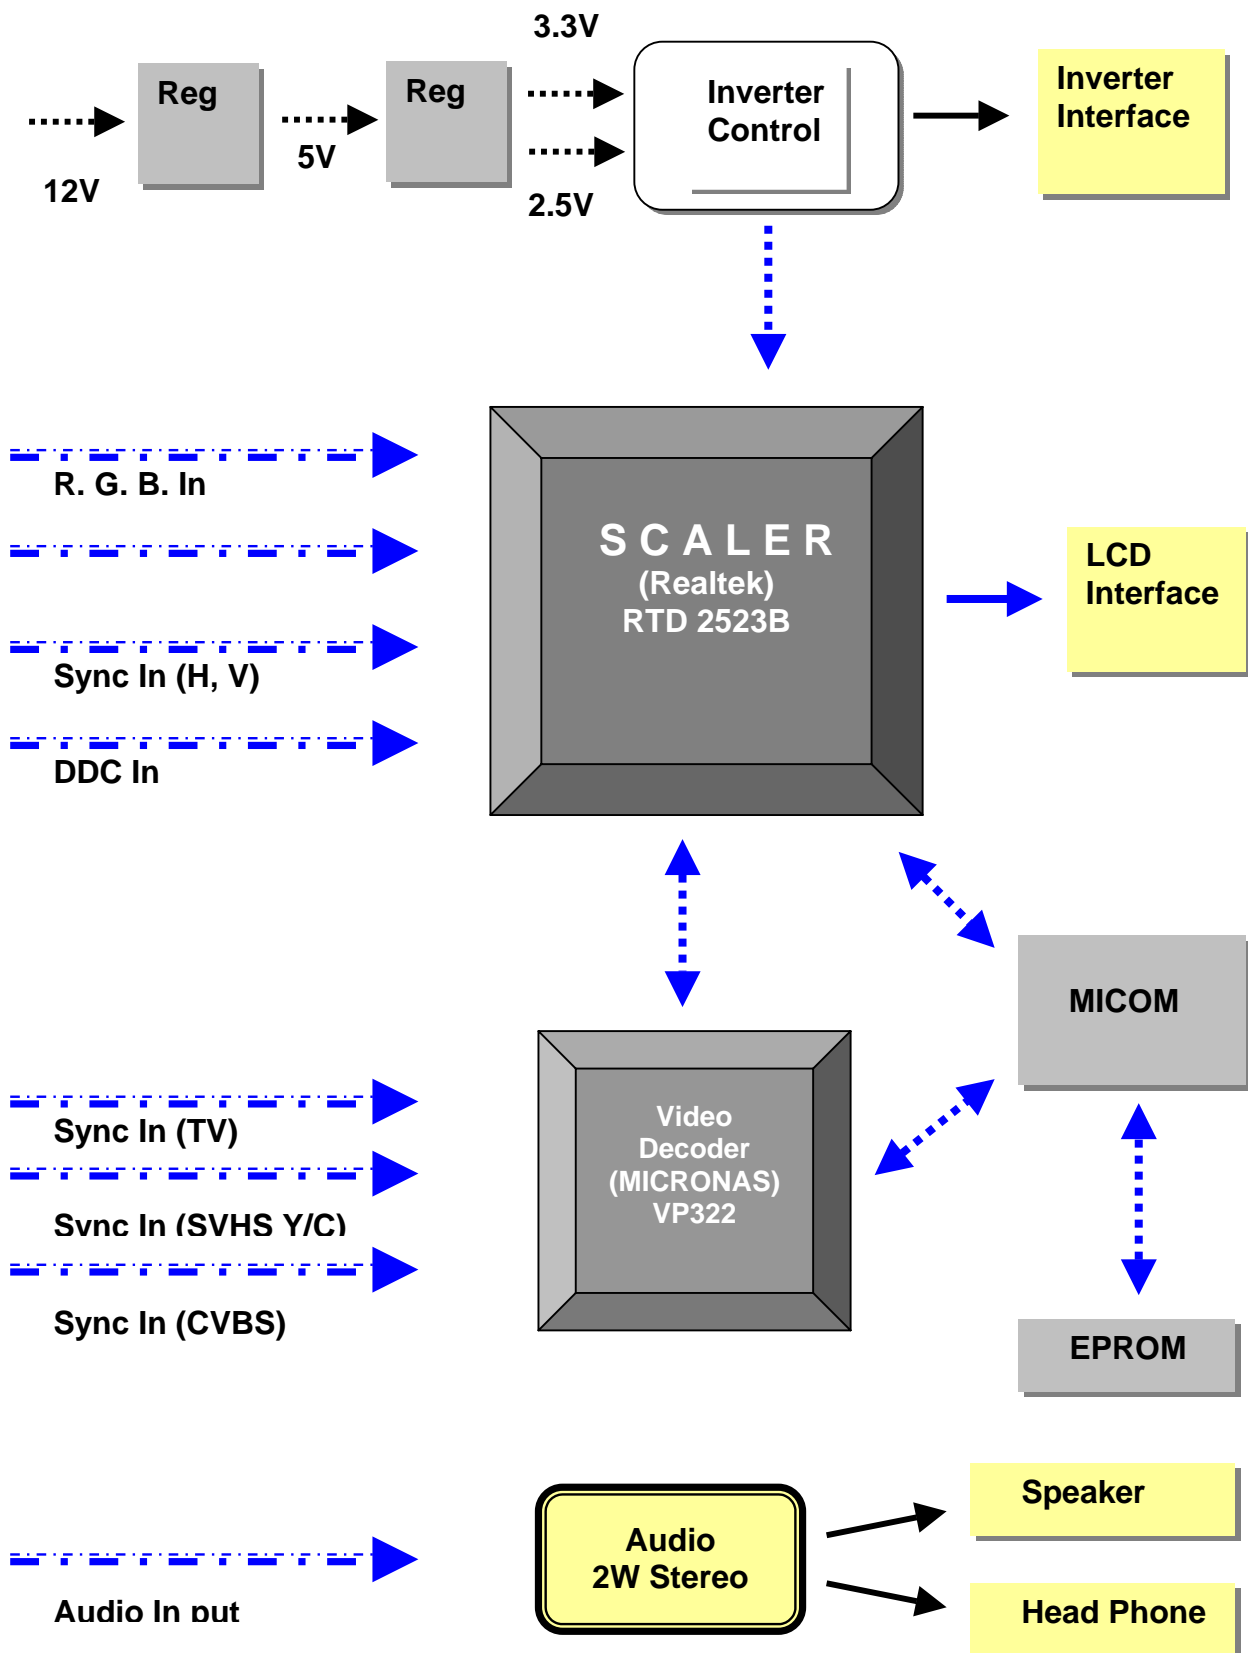 3.3V
Reg
Reg
Inverter
Control
Inverter
Interface
12V
5V
2.5V
R. G. B. In
S C A L E R
(Realtek)
RTD 2523B
LCD
Interface
Sync In (H, V)
DDC In
MICOM
Sync In (TV)
Video
Decoder
(MICRONAS)
VP322
Sync In (SVHS Y/C)
Sync In (CVBS)
EPROM
Speaker
Audio
2W Stereo
Audio In put
Head Phone